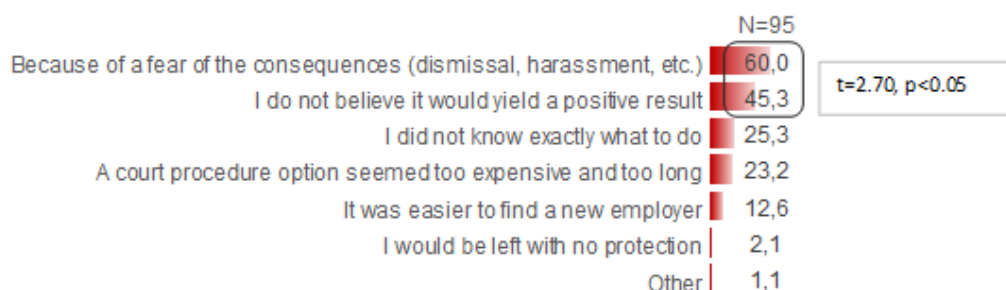 N=95
Because of a fear of the consequences (dismissal, harassment, etc.) 60,0
I do not believe it would yield a positive result 45,3
t=2.70, p<0.05
I did not know exactly what to do 25,3
A court procedure option seemed too expensive and too long 23,2
It was easier to find a new employer 12,6
I would be left with no protection 2,1
Other 1,1